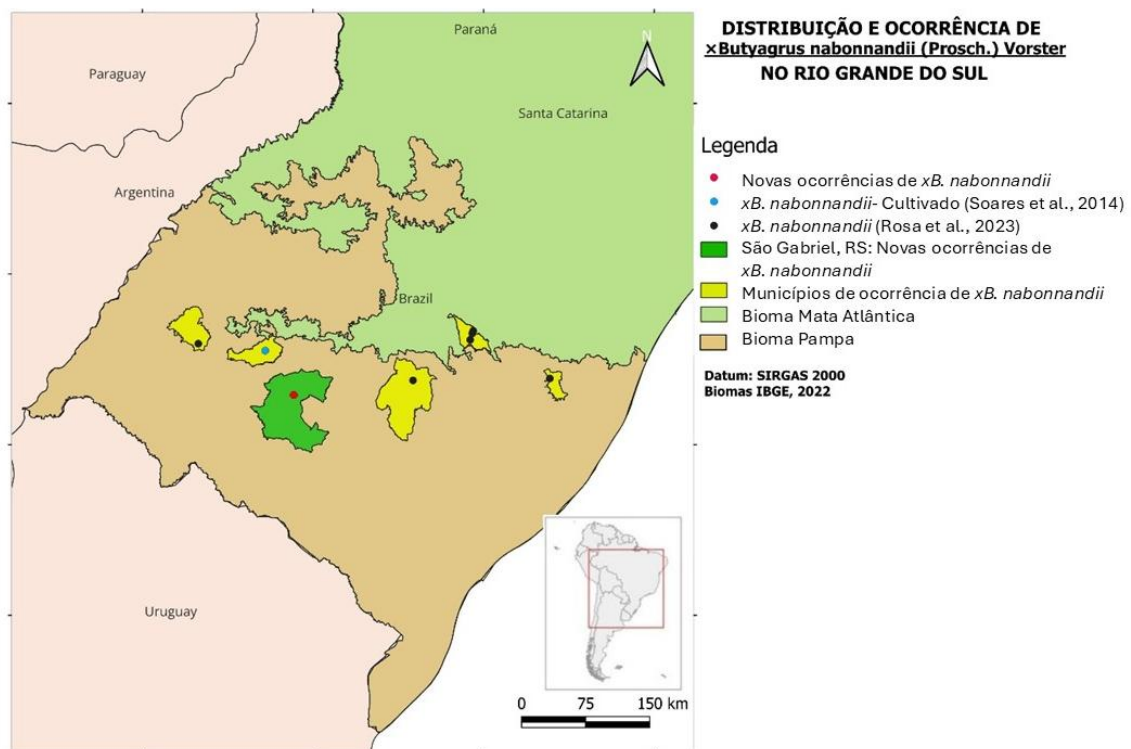 DISTRIBUIÇÃO E OCORRÊNCIA DE
×Butyagrus nabonnandii (Prosch.) Vorster
NO RIO GRANDE DO SUL
Legenda
Novas ocorrências de xB. nabonnandii
xB. nabonnandii- Cultivado (Soares et al., 2014)
xB. nabonnandii (Rosa et al., 2023)
São Gabriel, RS: Novas ocorrências de
xB. nabonnandii
Municípios de ocorrência de xB. nabonnandii
Bioma Mata Atlântica
Bioma Pampa
Datum: SIRGAS 2000
Biomas IBGE, 2022
Paraná
N
Paraguay
Santa Catarina
Argentina
Brazil
Uruguay
0 75 150 km